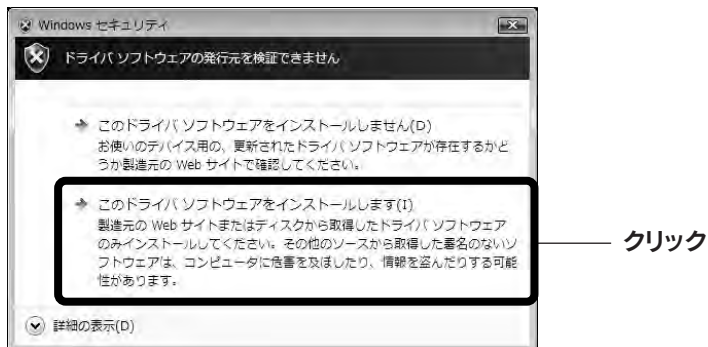 Windows セキュリティ
ドライバ ソフトウェアの発行元を検証できません
このドライバ ソフトウェアをインストールしません(D)
お使いのデバイス用の、更新されたドライバ ソフトウェアが存在するかど
うか製造元の Web サイトで確認してください。
このドライバ ソフトウェアをインストールします(I)
製造元の Web サイトまたはディスクから取得したドライバ ソフトウェア
のみインストールしてください。その他のソースから取得した署名のないソ
フトウェアは、コンピュータに危害を及ぼしたり、情報を盗んだりする可能
性があります。
クリック
詳細の表示(D)